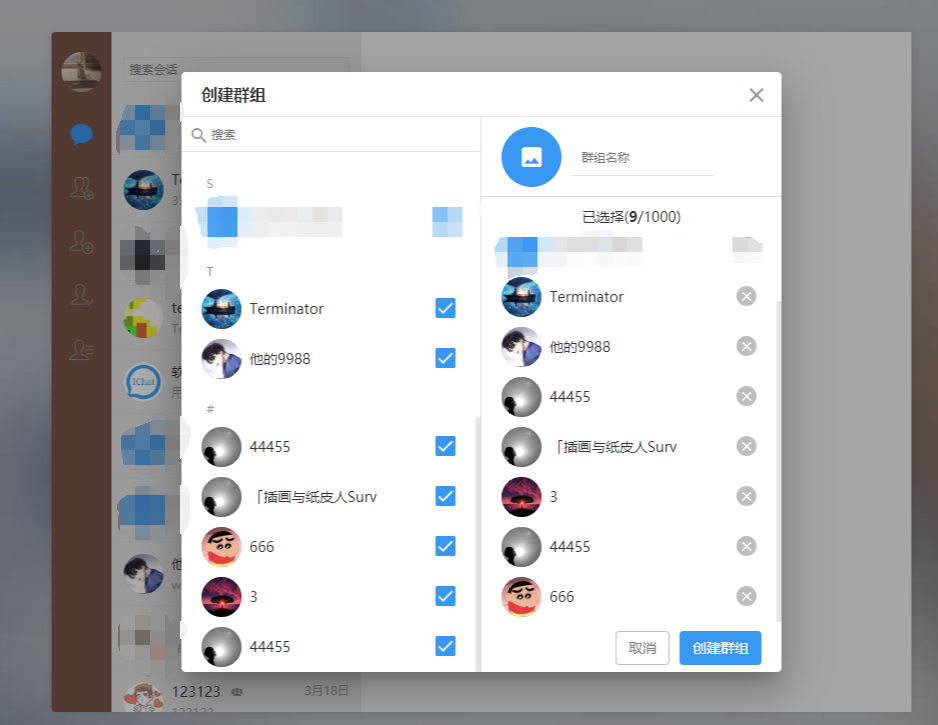 搜索会话
创建群组
搜索
S
T
Terminator
他的9988
#
44455
「插画与纸皮人Surv
666
3
44455
群组名称
已选择(9/1000)
Terminator
他的9988
44455
「插画与纸皮人Surv
3
44455
666
取消
创建群组
IChat
123123
3月18日